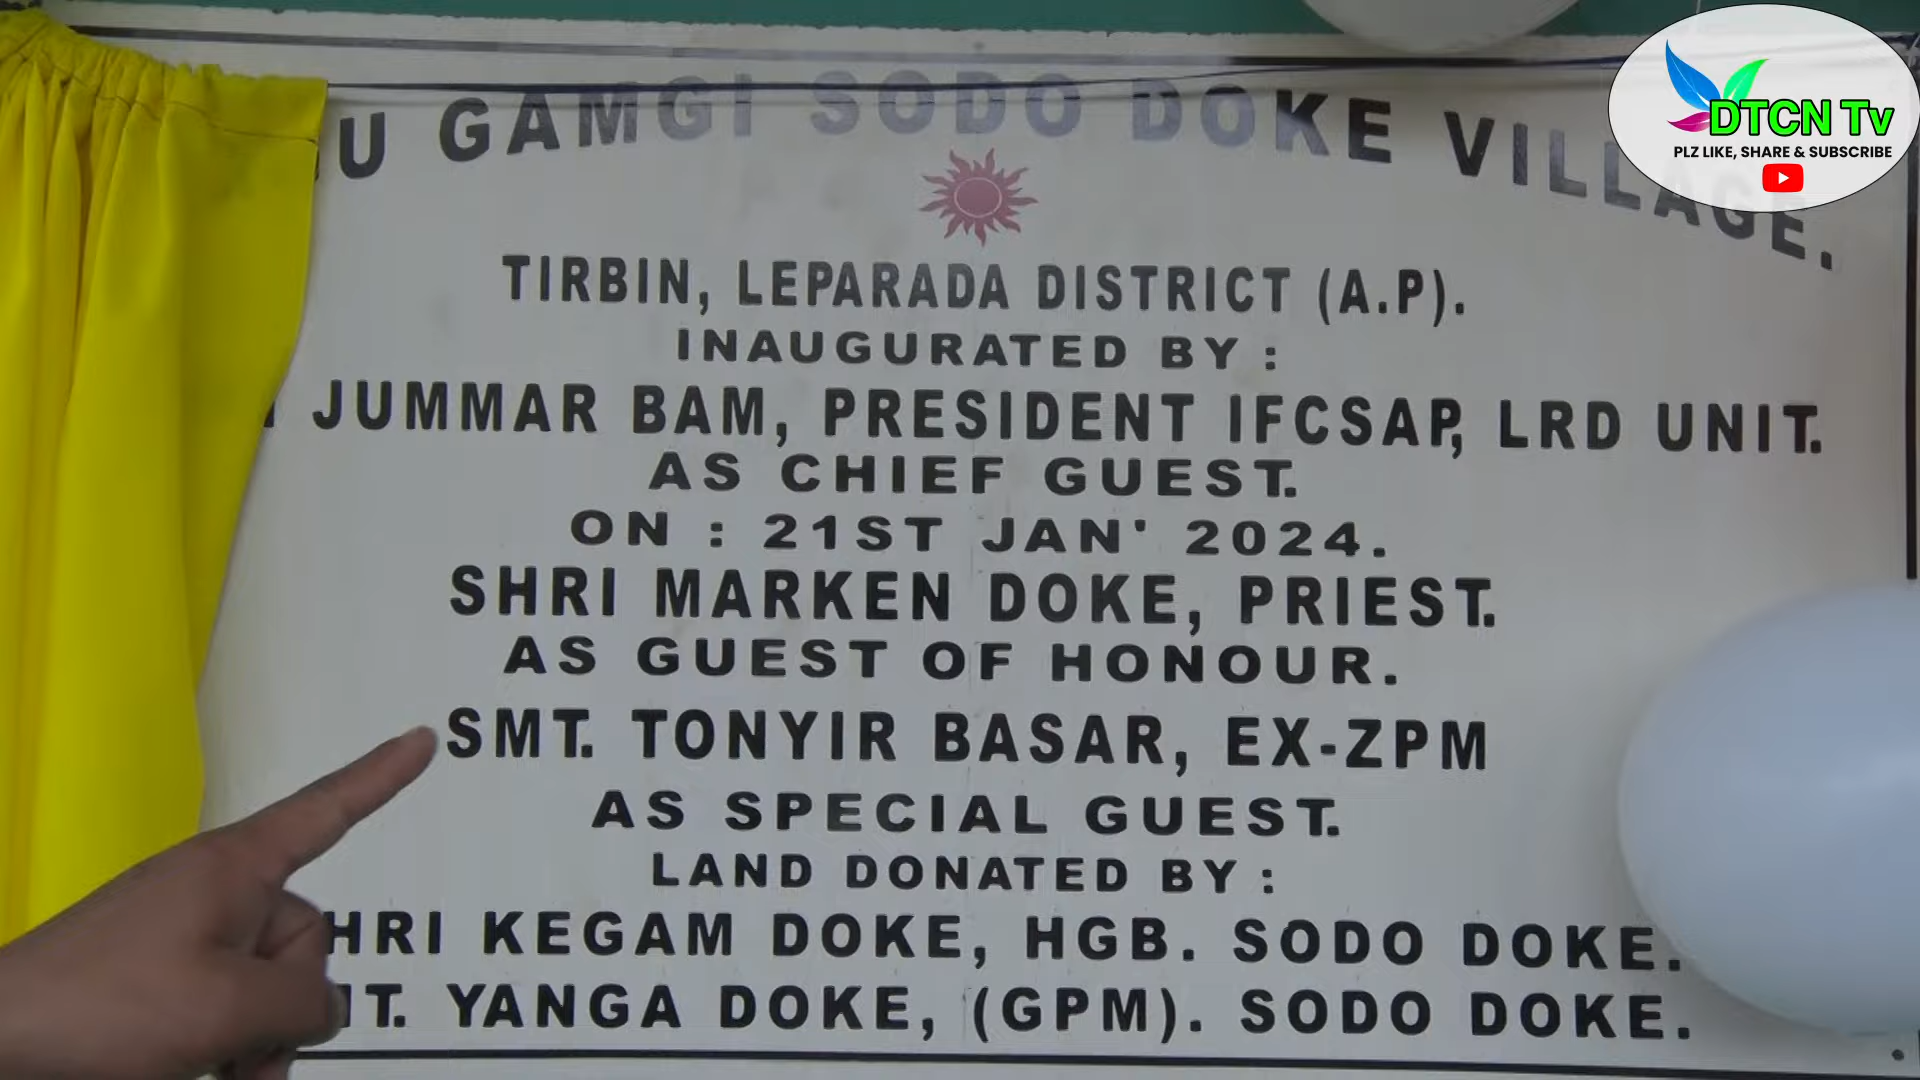 U GAMGI SODO DOKE VILLAGE.
TIRBIN, LEPARADA DISTRICT (A.P).
INAUGURATED BY :
JUMMAR BAM, PRESIDENT IFCSAP, LRD UNIT.
AS CHIEF GUEST.
ON : 21ST JAN' 2024.
SHRI MARKEN DOKE, PRIEST.
AS GUEST OF HONOUR.
SMT. TONYIR BASAR, EX-ZPM
AS SPECIAL GUEST.
LAND DONATED BY :
HRI KEGAM DOKE, HGB. SODO DOKE.
T. YANGA DOKE, (GPM). SODO DOKE.
DTCN Tv
PLZ LIKE, SHARE & SUBSCRIBE